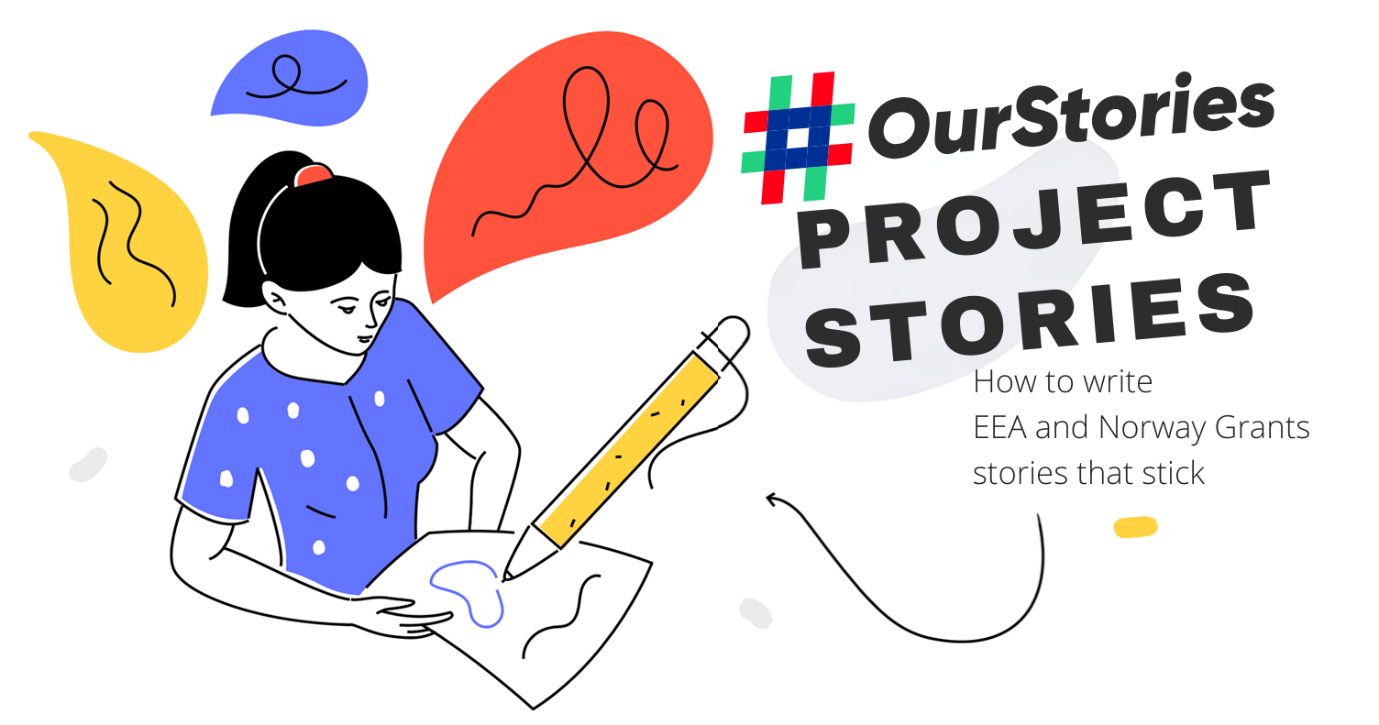 #OurStories
PROJECT
STORIES
How to write
EEA and Norway Grants
stories that stick